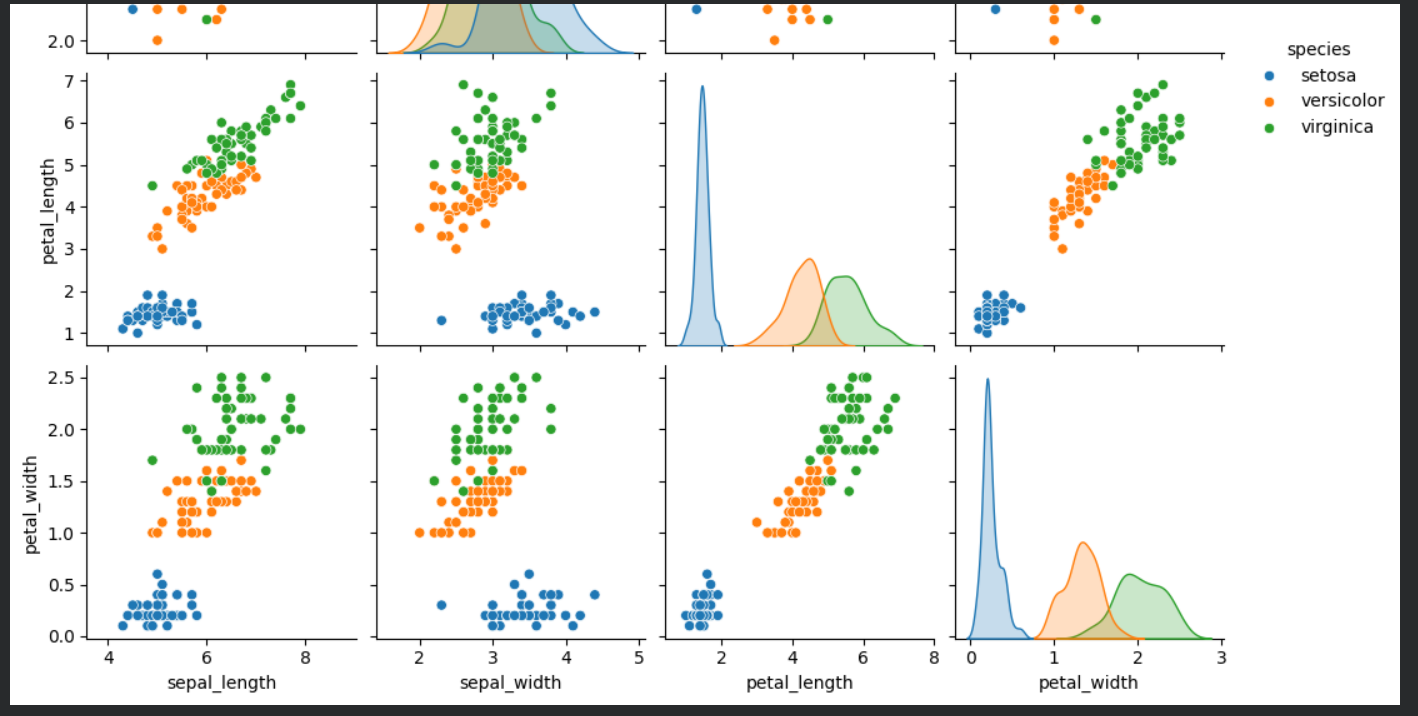 2.0
species
setosa
versicolor
virginica
7
6
5
4
3
2
1
petal_length
2.5
2.0
1.5
1.0
0.5
0.0
petal_width
4 6 8
2 3 4 5
2 4 6 8
0 1 2 3
sepal_length
sepal_width
petal_length
petal_width